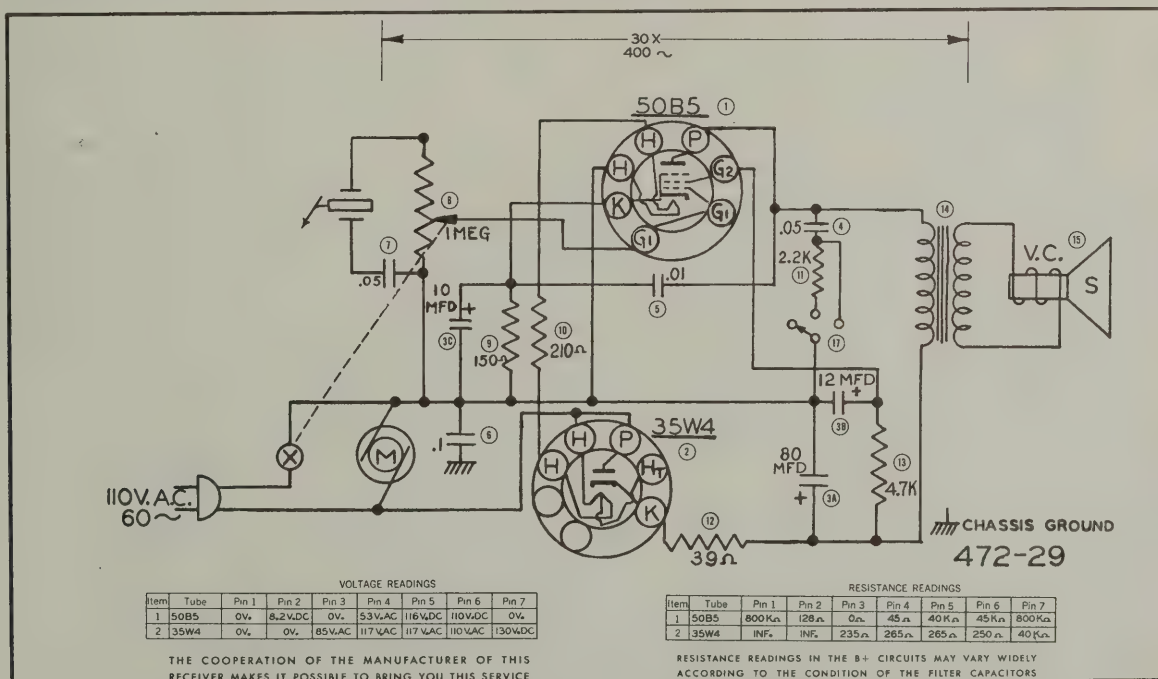 30 X
400 ~
50B5 1
H P
H G2
K G1
G1
8
1 MEG
7
.05
10
MFD +
3C
9
150Ω
10
210Ω
.01
5
.05 4
2.2K
11
17
14
V.C. 15
S
12 MFD
+
3B
80
MFD
+ 3A
13
4.7K
.1 6
M
X
110V. A.C.
60 ~
35W4
2
H P
H HT
K
12
39Ω
CHASSIS GROUND
472-29
VOLTAGE READINGS
Item Tube Pin 1 Pin 2 Pin 3 Pin 4 Pin 5 Pin 6 Pin 7
1 50B5 0V. 8.2V.DC 0V. 53V.AC 116V.DC 110V.DC 0V.
2 35W4 0V. 0V. 85V.AC 117V.AC 117V.AC 110V.AC 130V.DC
RESISTANCE READINGS
Item Tube Pin 1 Pin 2 Pin 3 Pin 4 Pin 5 Pin 6 Pin 7
1 50B5 800KΩ 128Ω 0Ω 45Ω 40KΩ 45KΩ 800KΩ
2 35W4 INF. INF. 235Ω 265Ω 265Ω 250Ω 40KΩ
THE COOPERATION OF THE MANUFACTURER OF THIS
RECEIVER MAKES IT POSSIBLE TO BRING YOU THIS SERVICE
RESISTANCE READINGS IN THE B+ CIRCUITS MAY VARY WIDELY
ACCORDING TO THE CONDITION OF THE FILTER CAPACITORS